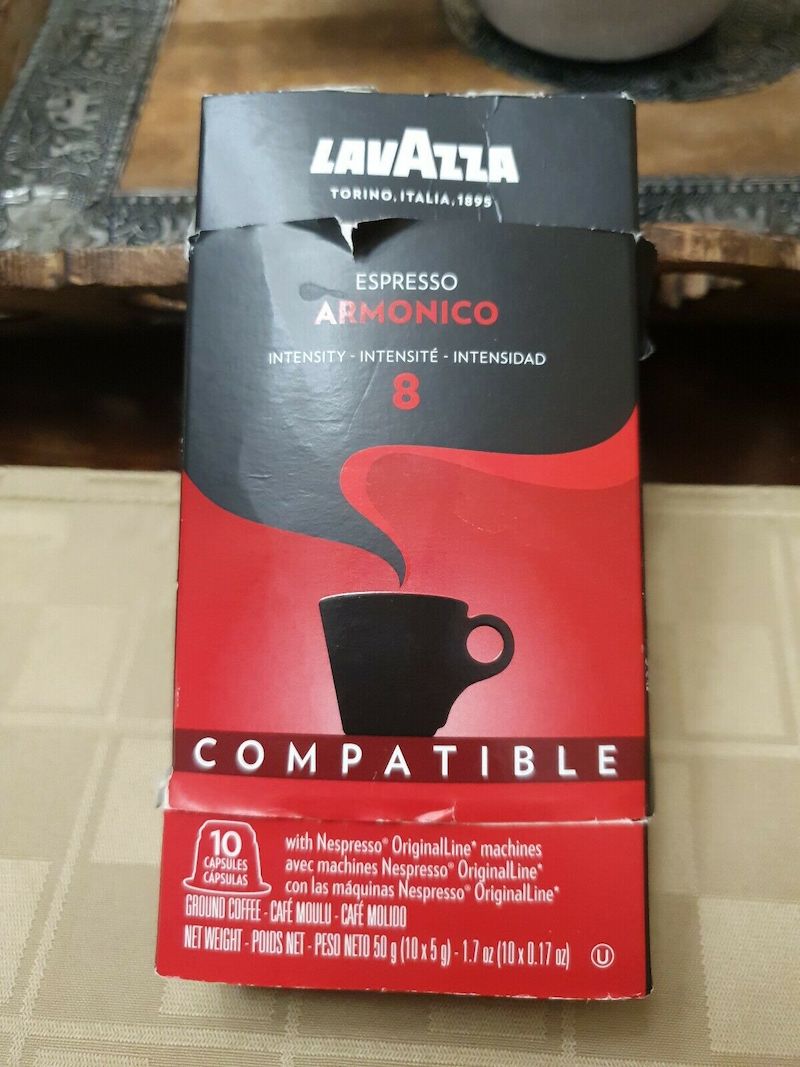 LAVAZZA
TORINO, ITALIA, 1895
ESPRESSO
ARMONICO
INTENSITY - INTENSITÉ - INTENSIDAD
8
COMPATIBLE
10
CAPSULES
CÁPSULAS
with Nespresso® OriginalLine* machines
avec machines Nespresso® OriginalLine*
con las máquinas Nespresso® OriginalLine*
GROUND COFFEE - CAFÉ MOULU - CAFÉ MOLIDO
NET WEIGHT - POIDS NET - PESO NETO 50 g (10 x 5 g) - 1.7 oz (10 x 0.17 oz)
U